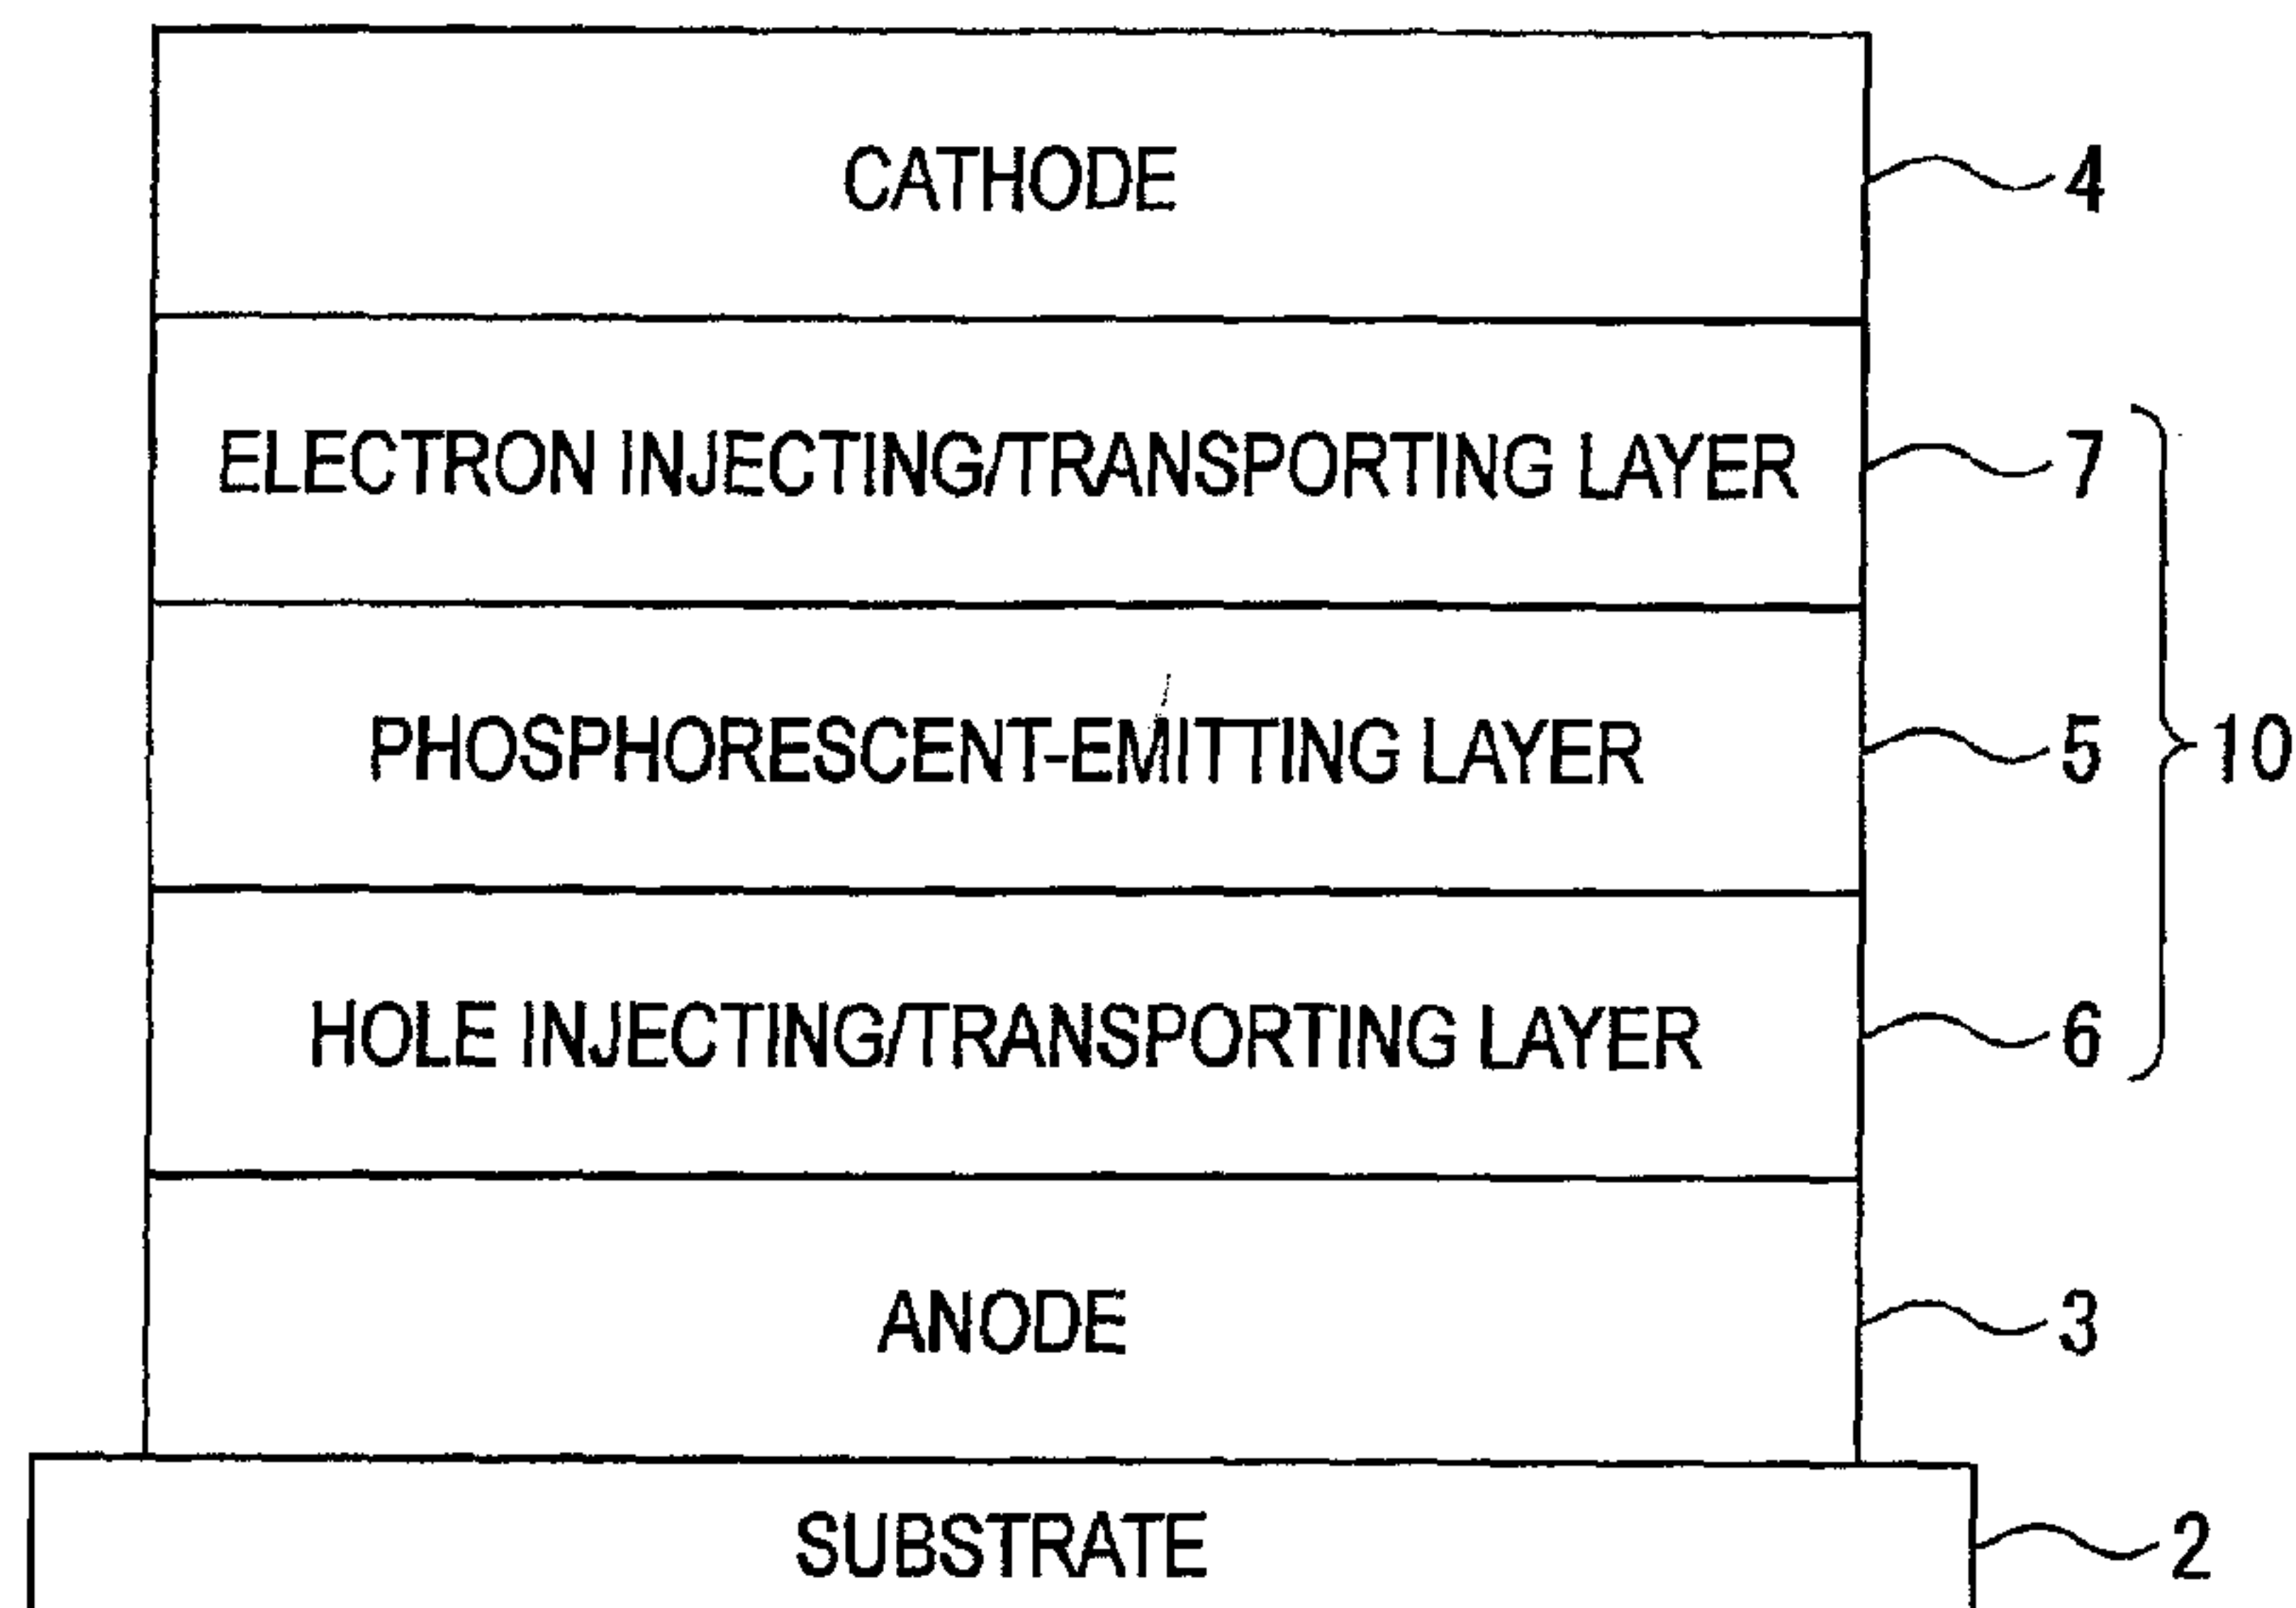 CATHODE 4
ELECTRON INJECTING/TRANSPORTING LAYER 7
PHOSPHORESCENT-EMITTING LAYER 5 10
HOLE INJECTING/TRANSPORTING LAYER 6
ANODE 3
SUBSTRATE 2